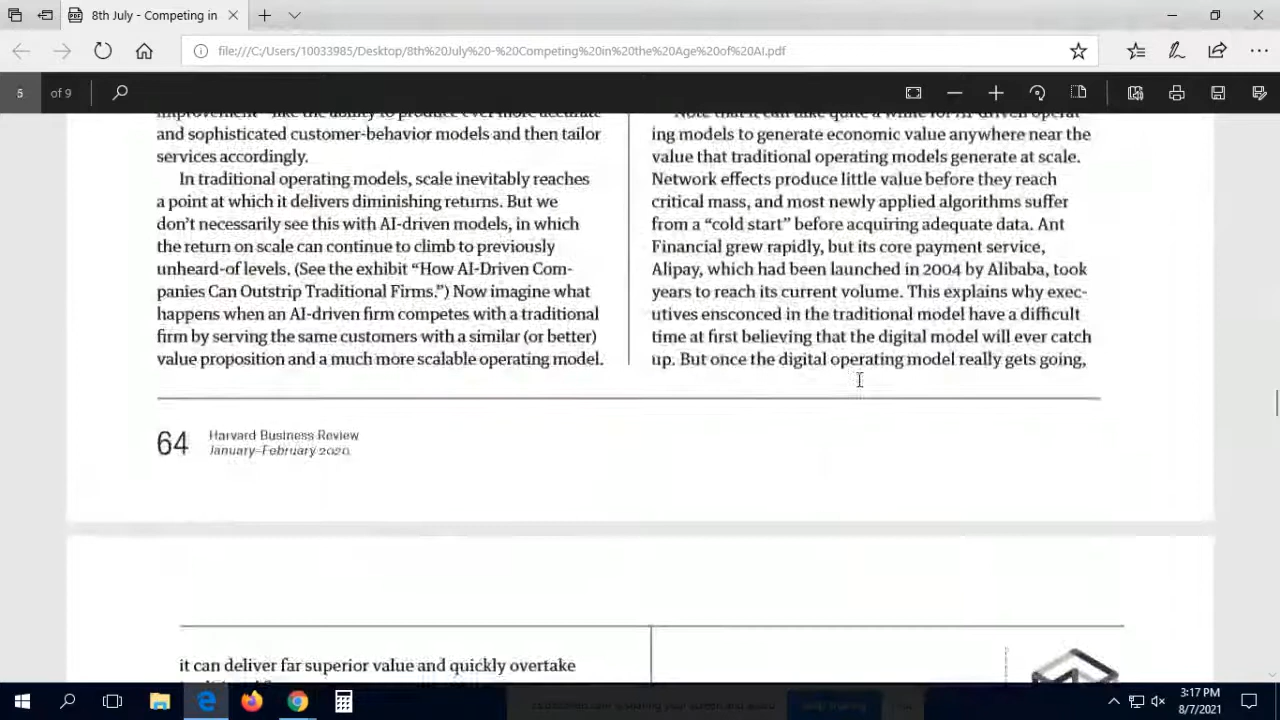 8th July - Competing in
file:///C:/Users/10033985/Desktop/8th%20July%20-%20Competing%20in%20the%20Age%20of%20AI.pdf
5 of 9
and sophisticated customer-behavior models and then tailor
services accordingly.
In traditional operating models, scale inevitably reaches
a point at which it delivers diminishing returns. But we
don't necessarily see this with AI-driven models, in which
the return on scale can continue to climb to previously
unheard-of levels. (See the exhibit “How AI-Driven Com-
panies Can Outstrip Traditional Firms.”) Now imagine what
happens when an AI-driven firm competes with a traditional
firm by serving the same customers with a similar (or better)
value proposition and a much more scalable operating model.
ing models to generate economic value anywhere near the
value that traditional operating models generate at scale.
Network effects produce little value before they reach
critical mass, and most newly applied algorithms suffer
from a “cold start” before acquiring adequate data. Ant
Financial grew rapidly, but its core payment service,
Alipay, which had been launched in 2004 by Alibaba, took
years to reach its current volume. This explains why exec-
utives ensconced in the traditional model have a difficult
time at first believing that the digital model will ever catch
up. But once the digital operating model really gets going,
64
Harvard Business Review
January–February 2020
it can deliver far superior value and quickly overtake
3:17 PM
8/7/2021